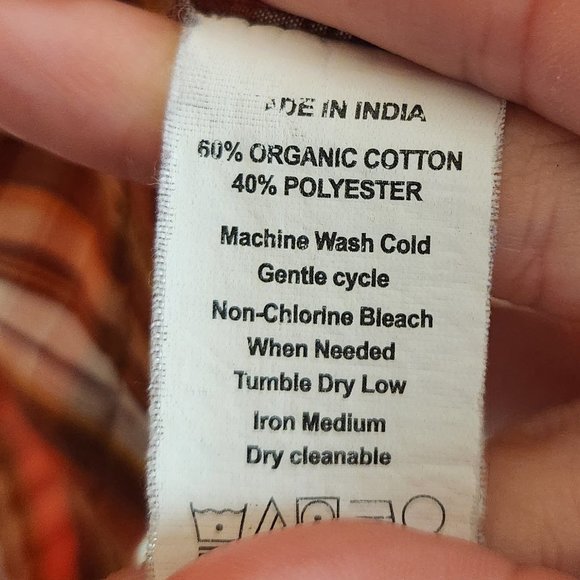 ADE IN INDIA
60% ORGANIC COTTON
40% POLYESTER
Machine Wash Cold
Gentle cycle
Non-Chlorine Bleach
When Needed
Tumble Dry Low
Iron Medium
Dry cleanable